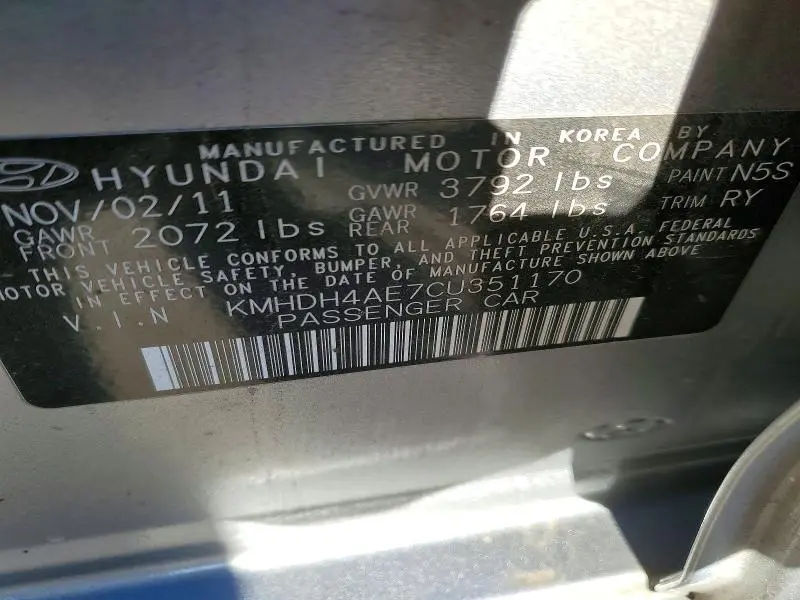 MANUFACTURED IN KOREA BY
HYUNDAI MOTOR COMPANY
NOV/02/11 GVWR 3792 lbs PAINT N5S
GAWR FRONT 2072 lbs GAWR REAR 1764 lbs TRIM RY
THIS VEHICLE CONFORMS TO ALL APPLICABLE U.S.A. FEDERAL
MOTOR VEHICLE SAFETY, BUMPER, AND THEFT PREVENTION STANDARDS
IN EFFECT ON THE DATE OF MANUFACTURE SHOWN ABOVE
V.I.N KMHDH4AE7CU351170
PASSENGER CAR